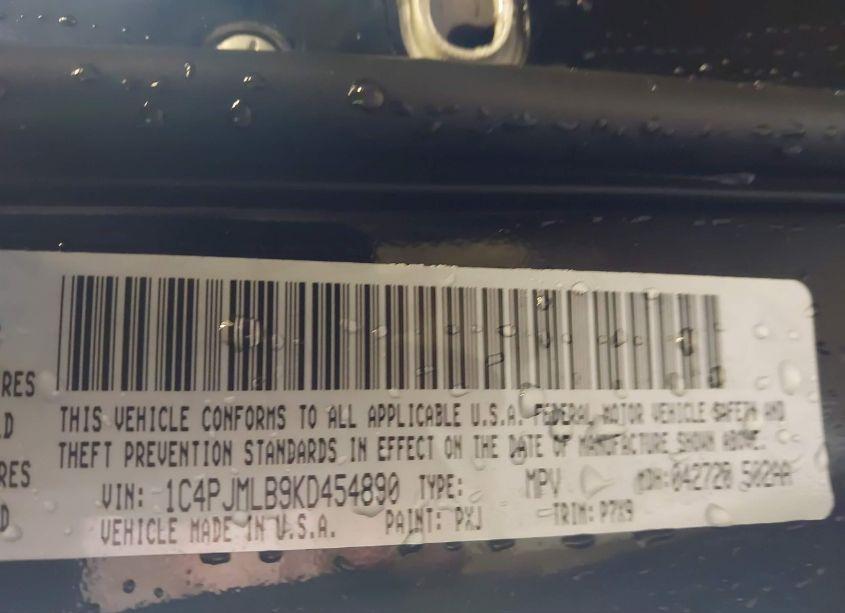 RES
THIS VEHICLE CONFORMS TO ALL APPLICABLE U.S.A. FEDERAL MOTOR VEHICLE SAFETY AND
THEFT PREVENTION STANDARDS IN EFFECT ON THE DATE OF MANUFACTURE SHOWN ABOVE.
RES
VIN: 1C4PJMLB9KD454890 TYPE: MPV MDH:042720 502AA
D
VEHICLE MADE IN U.S.A. PAINT: PXJ TRIM: P7X9